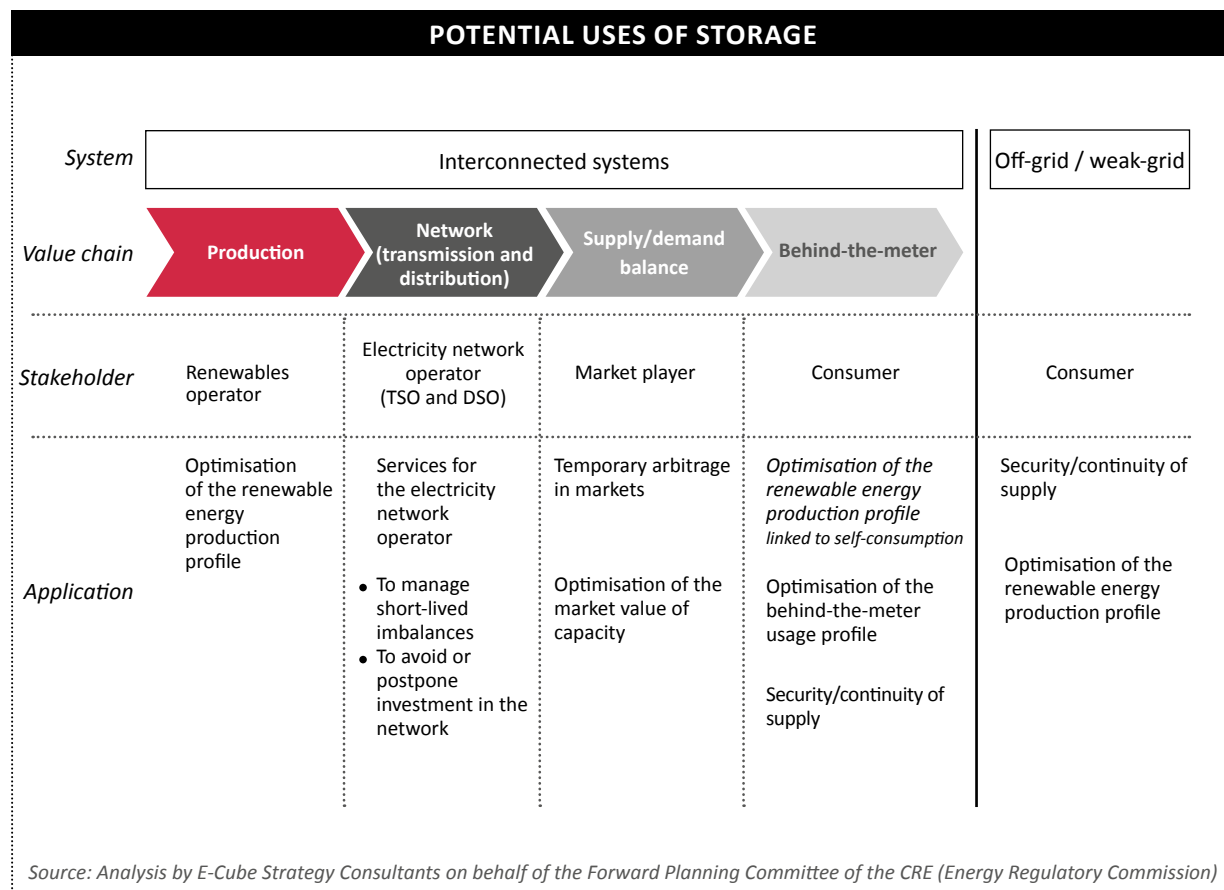 POTENTIAL USES OF STORAGE
System
Interconnected systems
Off-grid / weak-grid
Value chain
Production
Network
(transmission and
distribution)
Supply/demand
balance
Behind-the-meter
Stakeholder
Renewables
operator
Electricity network
operator
(TSO and DSO)
Market player
Consumer
Consumer
Application
Optimisation
of the renewable
energy
production
profile
Services for
the electricity
network
operator
• To manage
short-lived
imbalances
• To avoid or
postpone
investment in the
network
Temporary arbitrage
in markets
Optimisation of the
market value of
capacity
Optimisation of the
renewable energy
production profile
linked to self-consumption
Optimisation of the
behind-the-meter
usage profile
Security/continuity of
supply
Security/continuity of
supply
Optimisation of the
renewable energy
production profile
Source: Analysis by E-Cube Strategy Consultants on behalf of the Forward Planning Committee of the CRE (Energy Regulatory Commission)